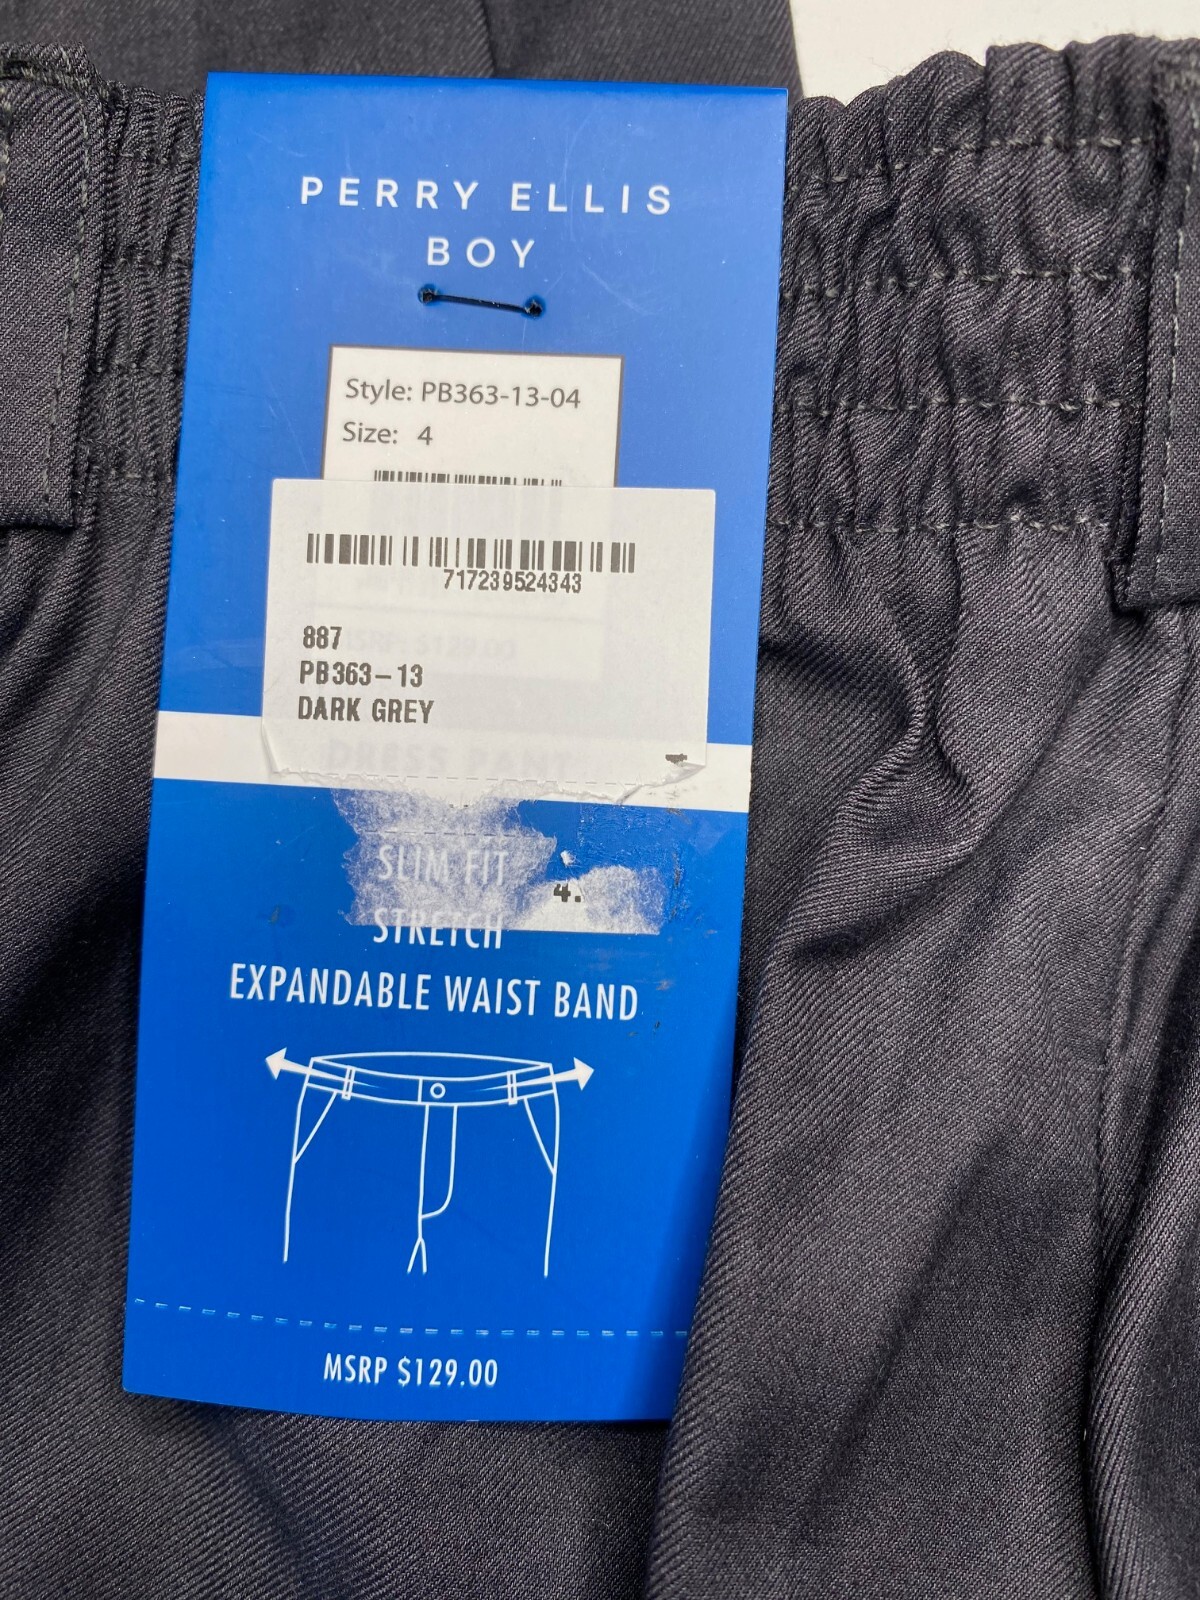 PERRY ELLIS
BOY
Style: PB363-13-04
Size: 4
717239524343
887
MSRP: $129.00
PB363-13
DARK GREY
4
DRESS PANT
SLIM FIT
4.
STRETCH
EXPANDABLE WAIST BAND
MSRP $129.00